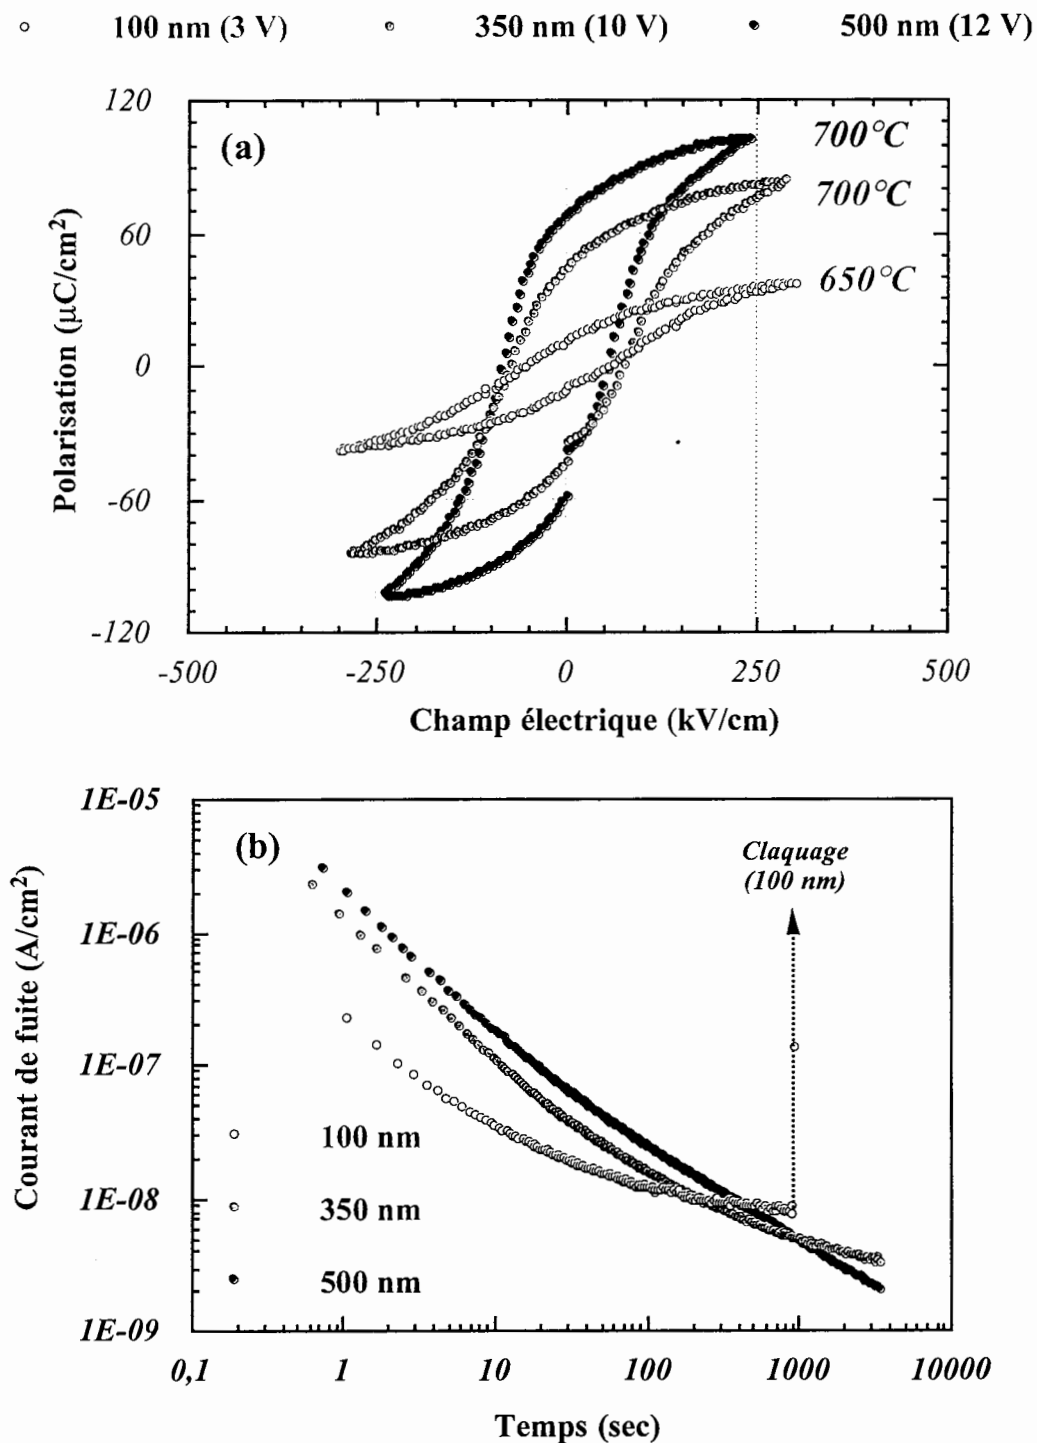 100 nm (3 V) 350 nm (10 V) 500 nm (12 V)
120
60
0
-60
-120
Polarisation (µC/cm²)
(a)
700°C
700°C
650°C
-500 -250 0 250 500
Champ électrique (kV/cm)
1E-05
1E-06
1E-07
1E-08
1E-09
Courant de fuite (A/cm²)
(b)
Claquage
(100 nm)
100 nm
350 nm
500 nm
0,1 1 10 100 1000 10000
Temps (sec)